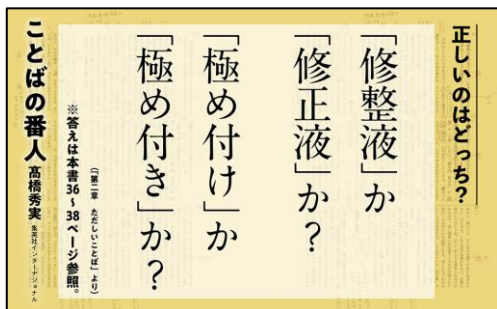 正しいのはどっち?
「修整液」か
「修正液」か?
「極め付け」か
「極め付き」か?
(「第二章 ただしいことば」より)
※答えは本書36~38ページ参照。
ことばの番人 髙橋秀実 集英社インターナショナル